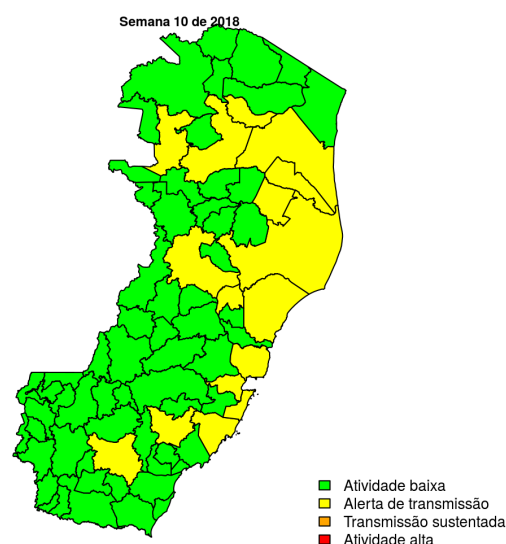 Semana 10 de 2018
Atividade baixa
Alerta de transmissão
Transmissão sustentada
Atividade alta